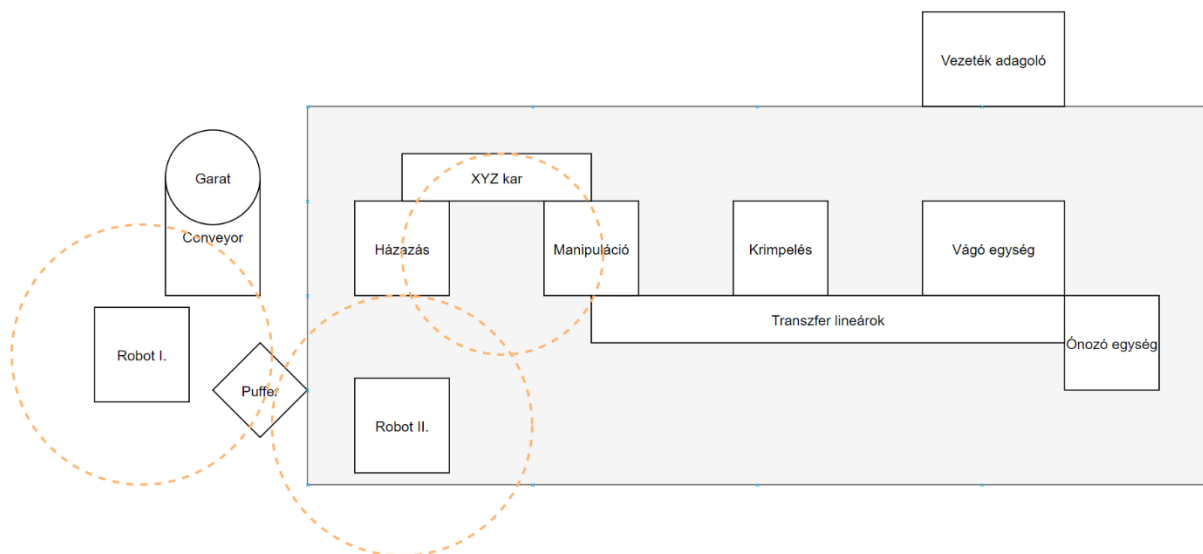 Vezeték adagoló
Garat
Conveyor
XYZ kar
Házazás
Manipuláció
Krimpelés
Vágó egység
Transzfer lineárok
Ónozó egység
Robot I.
Puffer
Robot II.